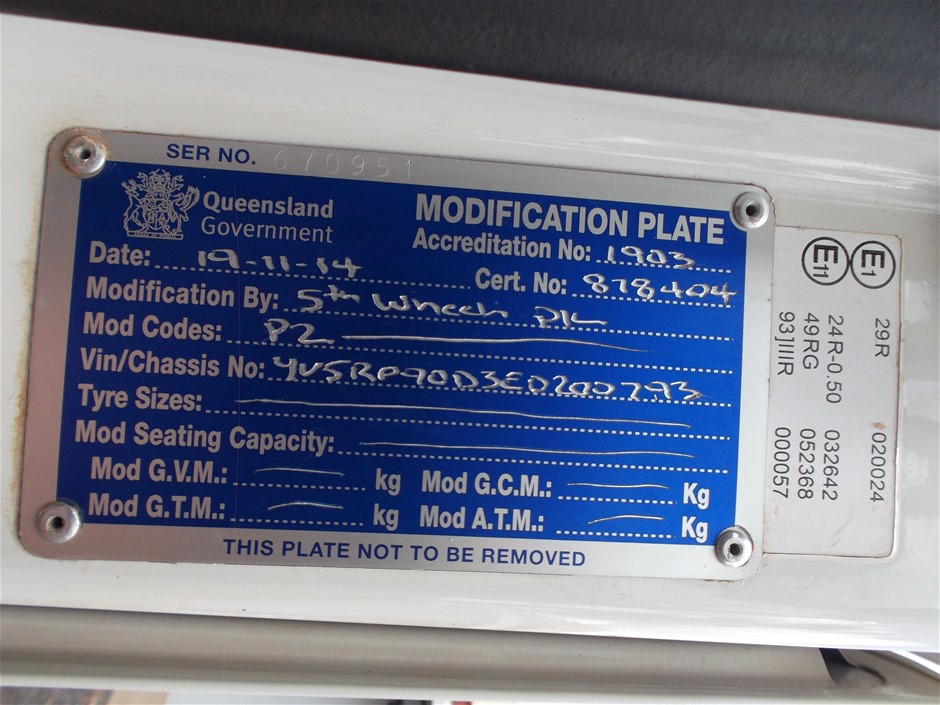 SER NO. 670951
Queensland
Government
MODIFICATION PLATE
Accreditation No: 1903
Date: 19-11-14
Cert. No: 878404
Modification By: 5th Wheel
Mod Codes: P2
Vin/Chassis No: 4V5RP90D3ED200793
Tyre Sizes:
Mod Seating Capacity:
Mod G.V.M.: kg
Mod G.C.M.: Kg
Mod G.T.M.: kg
Mod A.T.M.: Kg
THIS PLATE NOT TO BE REMOVED
E11 E1
29R 020024
24R-0.50 032642
49RG 052368
93]IIIR 000057